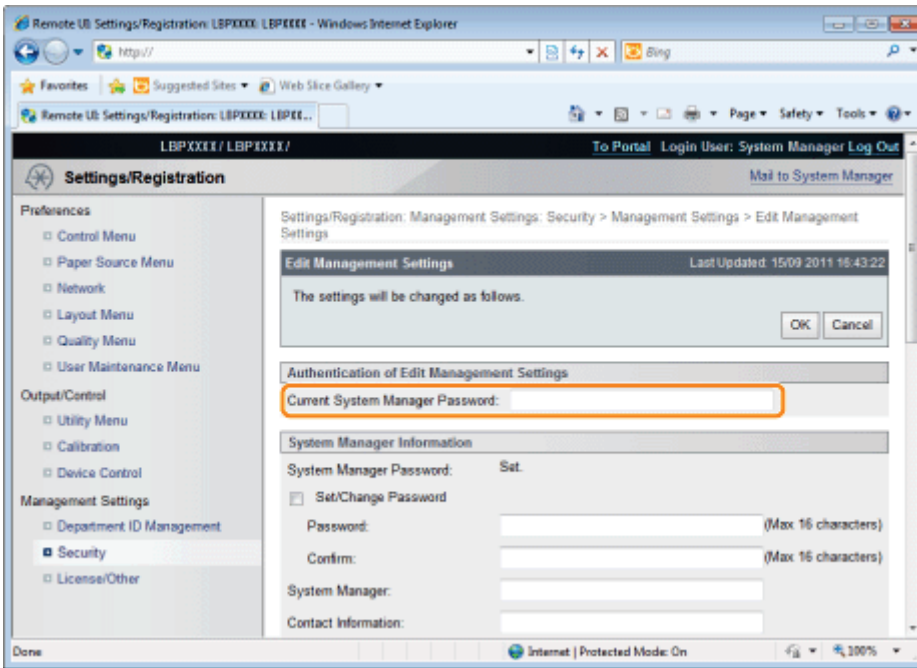 Remote UI: Settings/Registration: LBPXXXX: LBPXXXX - Windows Internet Explorer
http://
Bing
Favorites Suggested Sites Web Slice Gallery
Remote UI: Settings/Registration: LBPXXXX: LBPXX... Page Safety Tools
LBPXXXX / LBPXXXX / To Portal Login User: System Manager Log Out
Settings/Registration Mail to System Manager
Preferences
Control Menu
Paper Source Menu
Network
Layout Menu
Quality Menu
User Maintenance Menu
Output/Control
Utility Menu
Calibration
Device Control
Management Settings
Department ID Management
Security
License/Other
Settings/Registration: Management Settings: Security > Management Settings > Edit Management
Settings
Edit Management Settings Last Updated: 15/09 2011 16:43:22
The settings will be changed as follows.
OK Cancel
Authentication of Edit Management Settings
Current System Manager Password:
System Manager Information
System Manager Password: Set.
Set/Change Password
Password: (Max 16 characters)
Confirm: (Max 16 characters)
System Manager:
Contact Information:
Done Internet | Protected Mode: On 100%